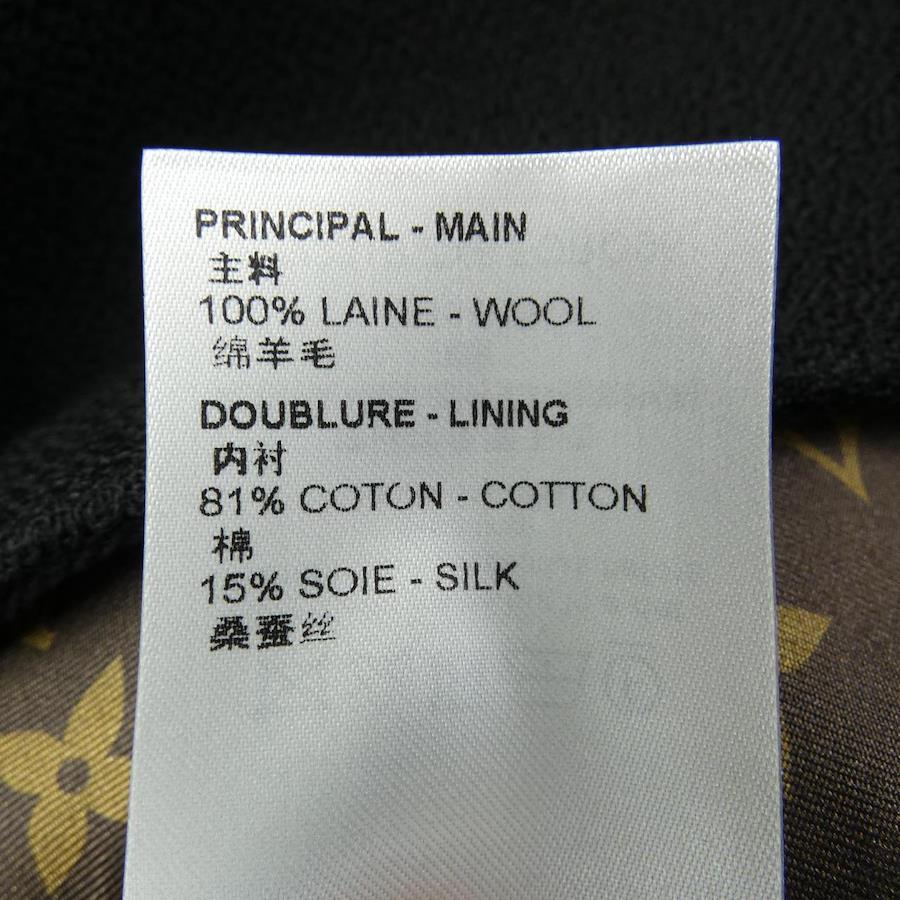 PRINCIPAL - MAIN
主料
100% LAINE - WOOL
绵羊毛
DOUBLURE - LINING
内衬
81% COTON - COTTON
棉
15% SOIE - SILK
桑蚕丝